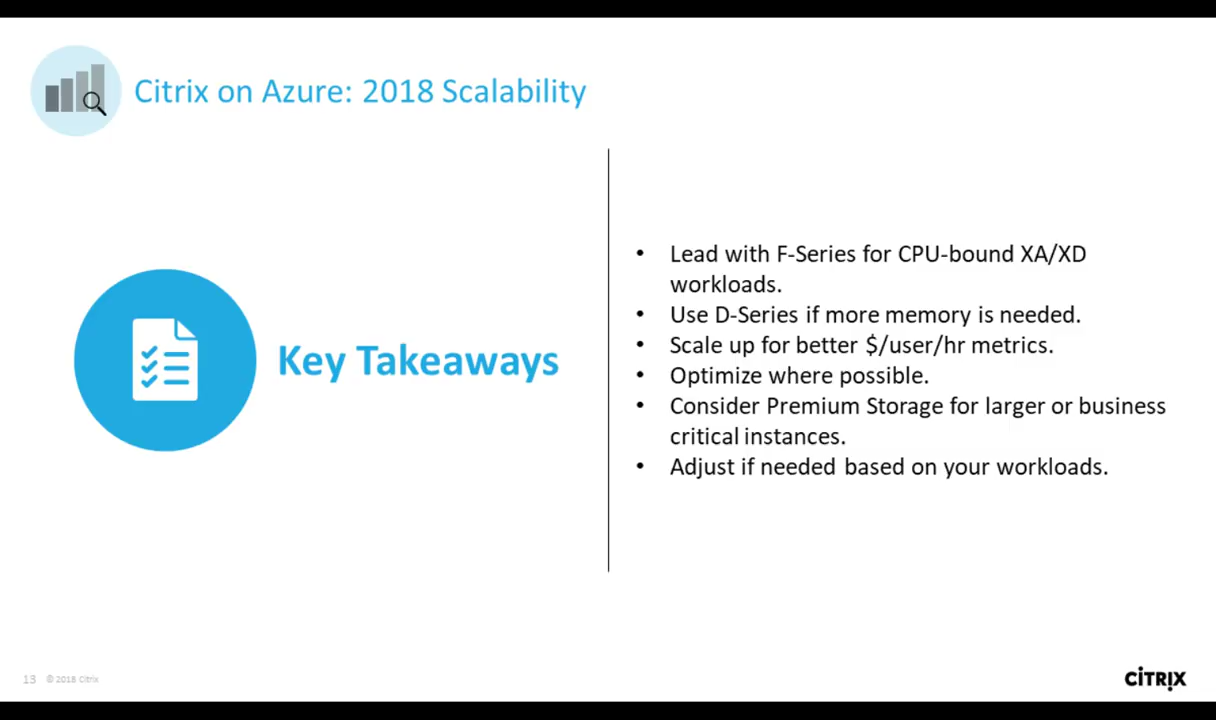 Citrix on Azure: 2018 Scalability
Key Takeaways
• Lead with F-Series for CPU-bound XA/XD
workloads.
• Use D-Series if more memory is needed.
• Scale up for better $/user/hr metrics.
• Optimize where possible.
• Consider Premium Storage for larger or business
critical instances.
• Adjust if needed based on your workloads.
13 © 2018 Citrix
CITRIX